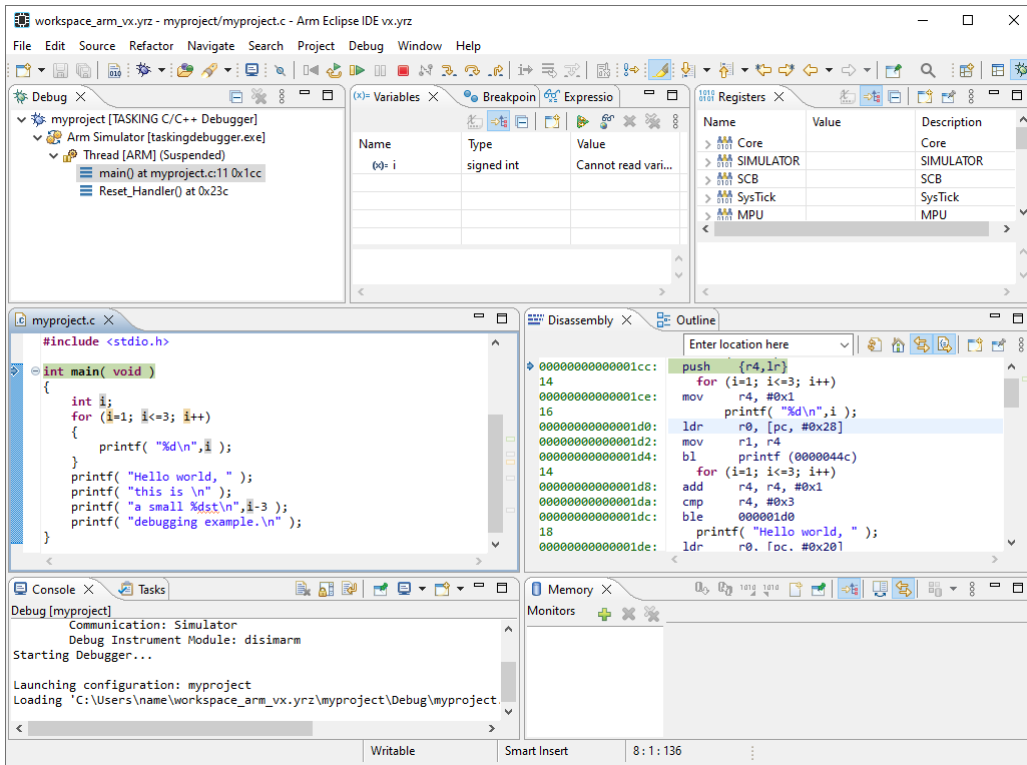 workspace_arm_vx.yrz - myproject/myproject.c - Arm Eclipse IDE vx.yrz
File Edit Source Refactor Navigate Search Project Debug Window Help
Debug
myproject [TASKING C/C++ Debugger]
Arm Simulator [taskingdebugger.exe]
Thread [ARM] (Suspended)
main() at myproject.c:11 0x1cc
Reset_Handler() at 0x23c
(x)= Variables Breakpoin Expressio
Name Type Value
(x)= i signed int Cannot read vari...
1010 0101 Registers
Name Value Description
Core Core
SIMULATOR SIMULATOR
SCB SCB
SysTick SysTick
MPU MPU
myproject.c
#include <stdio.h>
int main( void )
{
int i;
for (i=1; i<=3; i++)
{
printf( "%d\n",i );
}
printf( "Hello world, " );
printf( "this is \n" );
printf( "a small %dst\n",i-3 );
printf( "debugging example.\n" );
}
Disassembly Outline
Enter location here
00000000000001cc: push {r4,lr}
14 for (i=1; i<=3; i++)
00000000000001ce: mov r4, #0x1
16 printf( "%d\n",i );
00000000000001d0: ldr r0, [pc, #0x28]
00000000000001d2: mov r1, r4
00000000000001d4: bl printf (0000044c)
14 for (i=1; i<=3; i++)
00000000000001d8: add r4, r4, #0x1
00000000000001da: cmp r4, #0x3
00000000000001dc: ble 000001d0
18 printf( "Hello world, " );
00000000000001de: ldr r0, [pc, #0x20]
Console Tasks
Debug [myproject]
Communication: Simulator
Debug Instrument Module: disimarm
Starting Debugger...
Launching configuration: myproject
Loading 'C:\Users\name\workspace_arm_vx.yrz\myproject\Debug\myproject.
Memory
Monitors
Writable Smart Insert 8 : 1 : 136